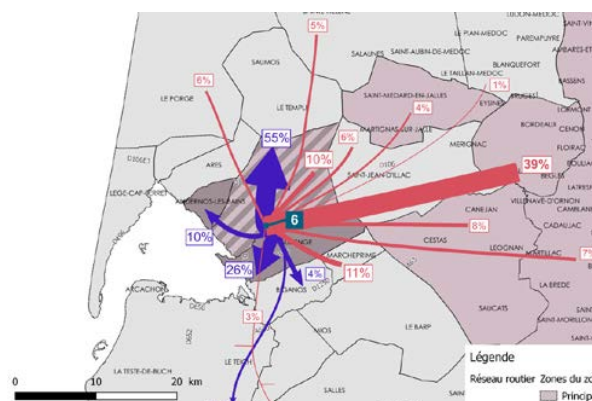 LUDON-MEDOC
LE PIAN-MEDOC
PAREMPUYRE
5%
SAUMOS
SALAUNES
SAINT-AUBIN-DE-MEDOC
BLANQUEFORT
AMBARES-ET
LE TAILLAN-MEDOC
BASSENS
6%
LE PORGE
1%
SAINT-MEDARD-EN-JALLES
EYSINES
BRUGES
LORMONT
LE TEMPLE
4%
BORDEAUX
CENON
MARTIGNAS-SUR-JALLE
55%
6%
MERIGNAC
FLOIRAC
ARES
10%
39%
SAINT-JEAN-D'ILLAC
BEGLES
LEGE-CAP-FERRET
ANDERNOS-LES-BAINS
VILLENAVE-D'ORNON
CANEJAN
6
8%
CADAUJAC
10%
CESTAS
LEOGNAN
MARTILLAC
MARCHEPRIME
26%
4%
11%
7%
LA BREDE
ARCACHON
BIGANOS
SAUCATS
3%
SAINT-MORILLON
MIOS
LE BARP
LE TEICH
Légende
LA TESTE-DE-BUCH
SALLES
Réseau routier
Zones du zo
Princip
0
10
20 km